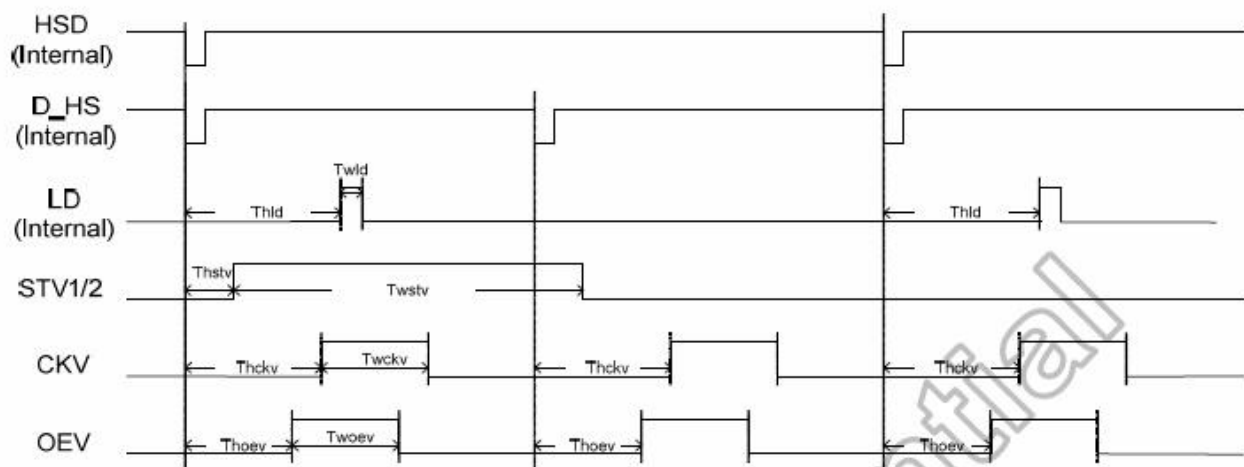 HSD
(Internal)
D_HS
(Internal)
Twld
LD
(Internal)
Thld
Thld
Thstv
STV1/2
Twstv
CKV
Thckv
Twckv
Thckv
Thckv
OEV
Thoev
Twoev
Thoev
Thoev
ntial